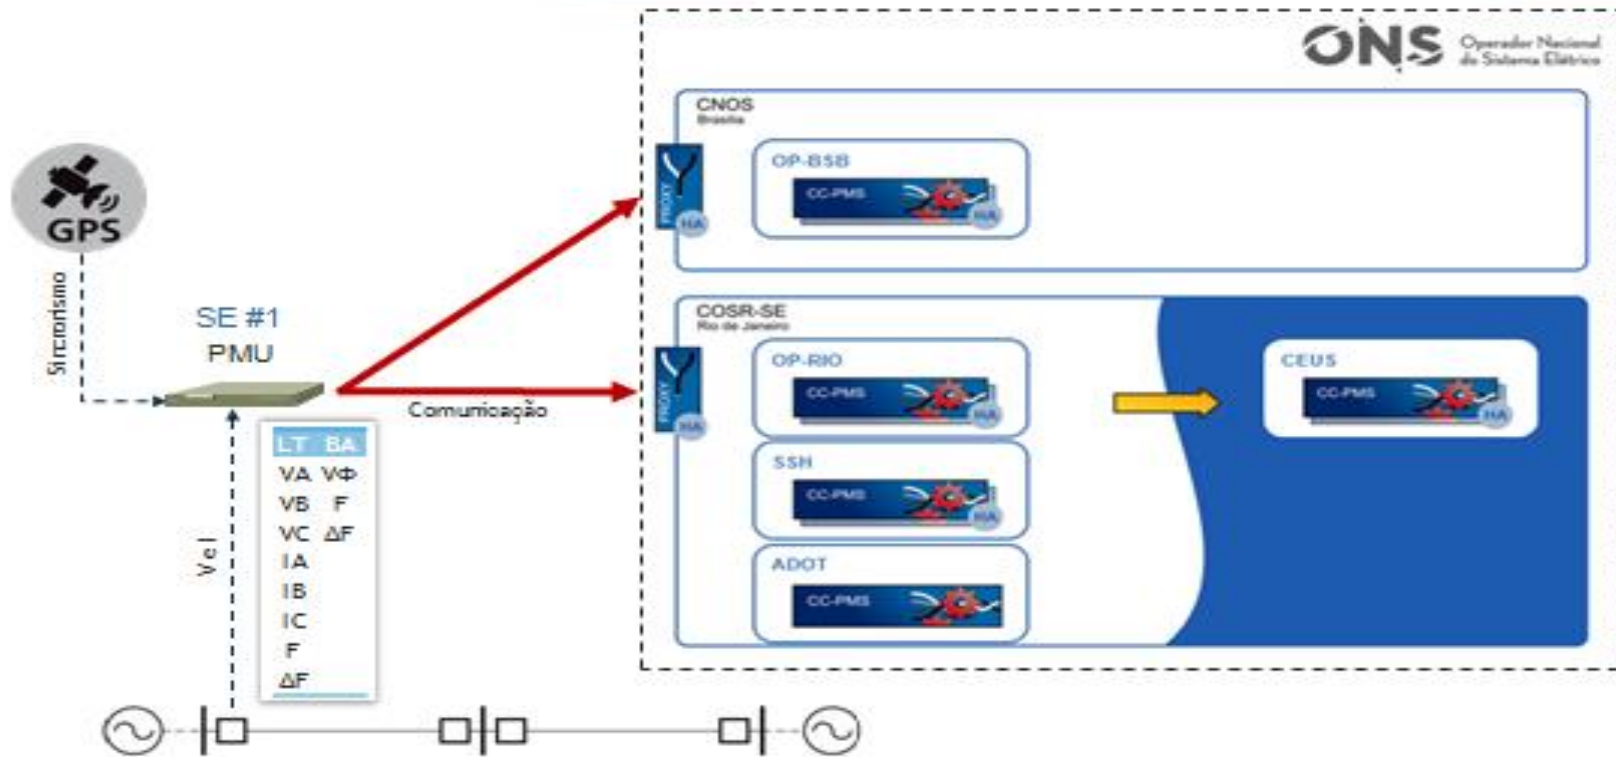 ONS Operador Nacional
do Sistema Elétrico
CNOS
Brasília
PROXY
HA
OP-BSB
CC-PMS
HA
GPS
Sincronismo
SE #1
PMU
Comunicação
COSR-SE
Rio de Janeiro
PROXY
HA
OP-RIO
CC-PMS
HA
SSH
CC-PMS
HA
ADOT
CC-PMS
CEUS
CC-PMS
HA
V e I
LT BA
VA VΦ
VB F
VC ΔF
IA
IB
IC
F
ΔF